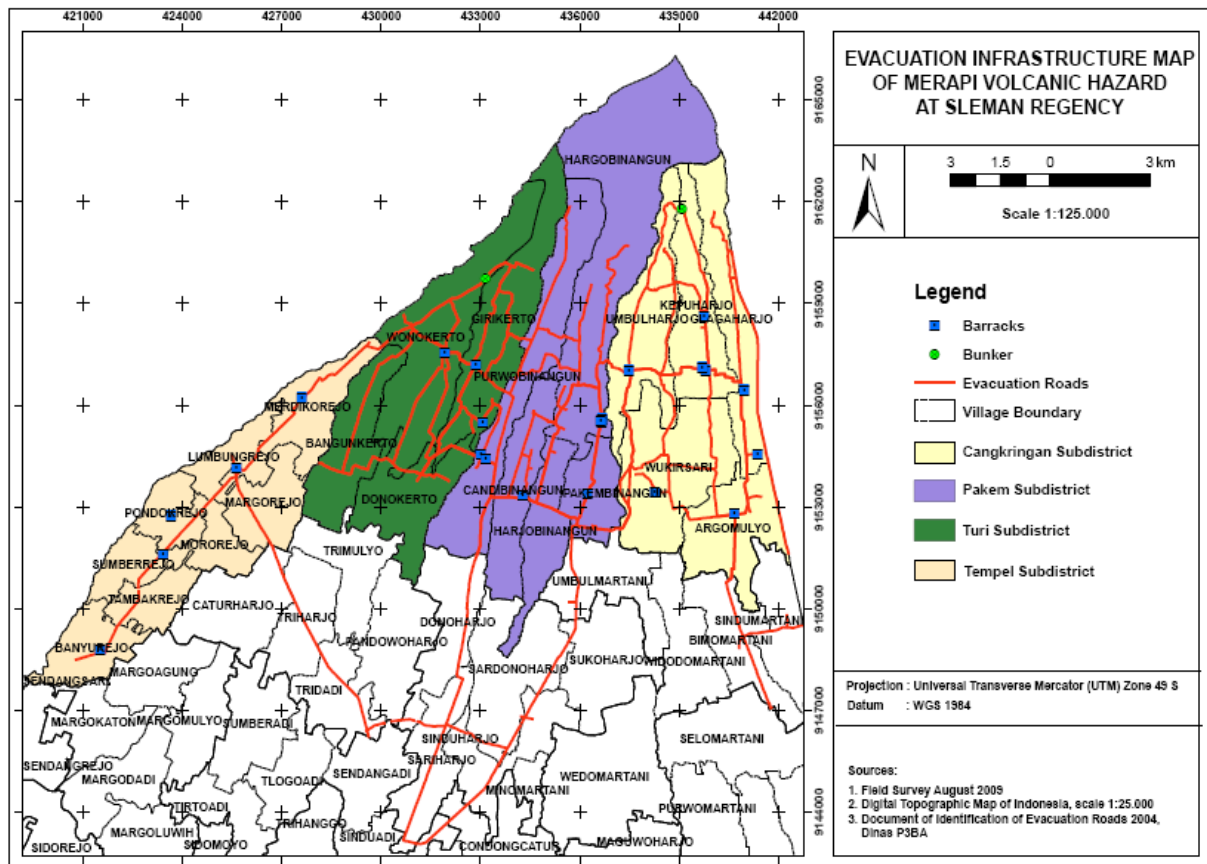 421000 424000 427000 430000 433000 436000 439000 442000
9165000
9162000
9159000
9156000
9153000
9150000
9147000
9144000
HARGOBINANGUN
KEPUHARJO
UMBULHARJO
GLAGAHARJO
GIRIKERTO
WONOKERTO
PURWOBINANGUN
MERDIKOREJO
BANGUNKERTO
LUMBUNGREJO
WUKIRSARI
CANDIBINANGUN
PAKEMBINANGUN
DONOKERTO
MARGOREJO
PONDOKREJO
ARGOMULYO
HARJOBINANGUN
MOROREJO
TRIMULYO
SUMBERREJO
UMBULMARTANI
TAMBAKREJO
CATURHARJO
TRIHARJO
DONOHARJO
SINDUMARTANI
BIMOMARTANI
PANDOWOHARJO
BANYUREJO
MARGOAGUNG
SARDONOHARJO
SUKOHARJO
WIDODOMARTANI
SENDANGSARI
TRIDADI
MARGOKATON
MARGOMULYO
SUMBERADI
SINDUHARJO
SELOMARTANI
SARIHARJO
SENDANGREJO
SENDANGADI
MARGODADI
TLOGOADI
WEDOMARTANI
MINOMARTANI
TIRTOADI
PURWOMARTANI
MARGOLUWIH
TRIHANGGO
SINDUADI
MAGUWOHARJO
SIDOREJO
SIDOMOYO
CONDONGCATUR
EVACUATION INFRASTRUCTURE MAP
OF MERAPI VOLCANIC HAZARD
AT SLEMAN REGENCY
N
3 1.5 0 3 km
Scale 1:125.000
Legend
Barracks
Bunker
Evacuation Roads
Village Boundary
Cangkringan Subdistrict
Pakem Subdistrict
Turi Subdistrict
Tempel Subdistrict
Projection : Universal Transverse Mercator (UTM) Zone 49 S
Datum : WGS 1984
Sources:
1. Field Survey August 2009
2. Digital Topographic Map of Indonesia, scale 1:25.000
3. Document of Identification of Evacuation Roads 2004,
Dinas P3BA